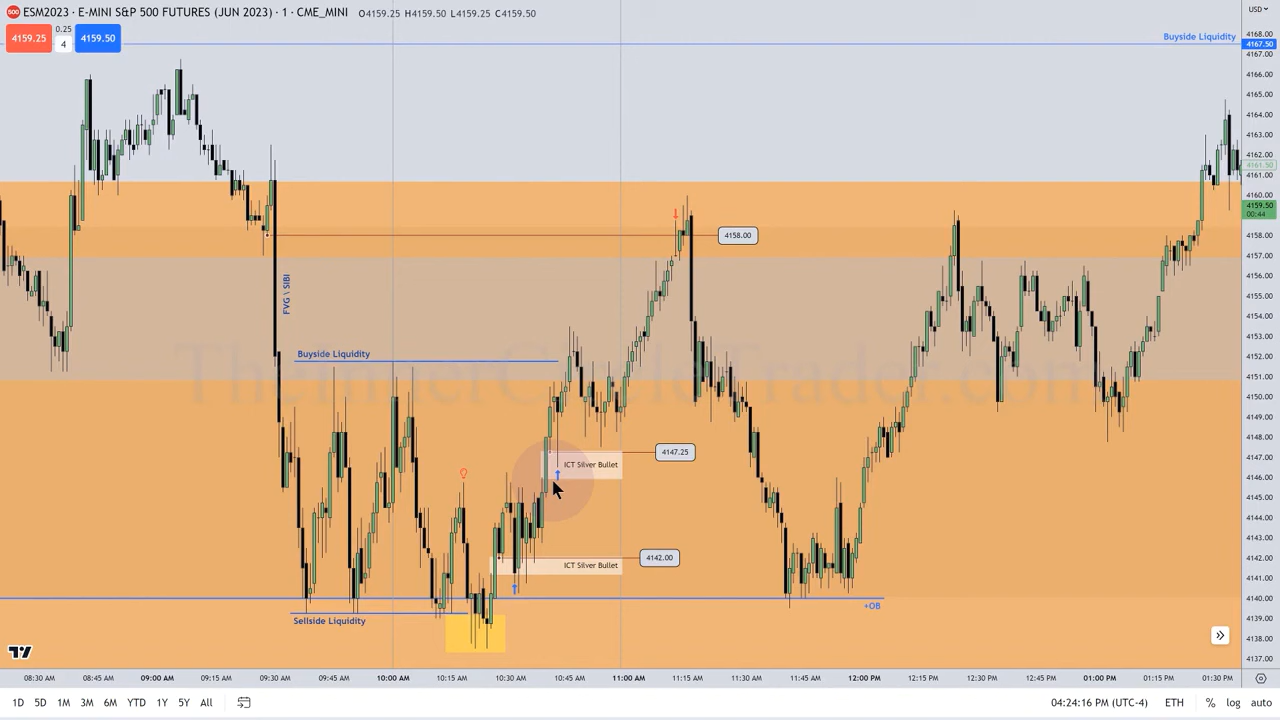 500 ESM2023 · E-MINI S&P 500 FUTURES (JUN 2023) · 1 · CME_MINI O4159.25 H4159.50 L4159.25 C4159.50
USD
4159.25 0.25 4 4159.50
Buyside Liquidity
4168.00
4167.50
4167.00
4166.00
4165.00
4164.00
4163.00
4162.00
4161.50
4161.00
4160.00
4159.50
00:44
4158.00
4157.00
4156.00
4155.00
4154.00
4153.00
4152.00
4151.00
4150.00
4149.00
4148.00
4147.00
4146.00
4144.00
4143.00
4142.00
4141.00
4140.00
4139.00
4138.00
4137.00
4158.00
FVG \ SIBI
Buyside Liquidity
TheInnerCircleTrader.com
4147.25
ICT Silver Bullet
4142.00
ICT Silver Bullet
+OB
Sellside Liquidity
08:30 AM 08:45 AM 09:00 AM 09:15 AM 09:30 AM 09:45 AM 10:00 AM 10:15 AM 10:30 AM 10:45 AM 11:00 AM 11:15 AM 11:30 AM 11:45 AM 12:00 PM 12:15 PM 12:30 PM 12:45 PM 01:00 PM 01:15 PM 01:30 PM
1D 5D 1M 3M 6M YTD 1Y 5Y All 04:24:16 PM (UTC-4) ETH % log auto